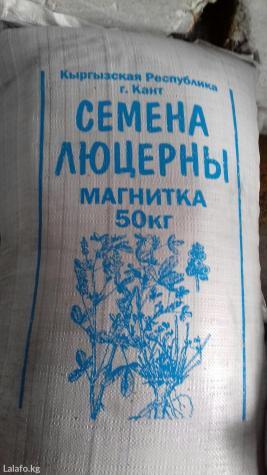 Кыргызская Республика
г. Кант
СЕМЕНА
ЛЮЦЕРНЫ
МАГНИТКА
50кг
Lalafo.kg